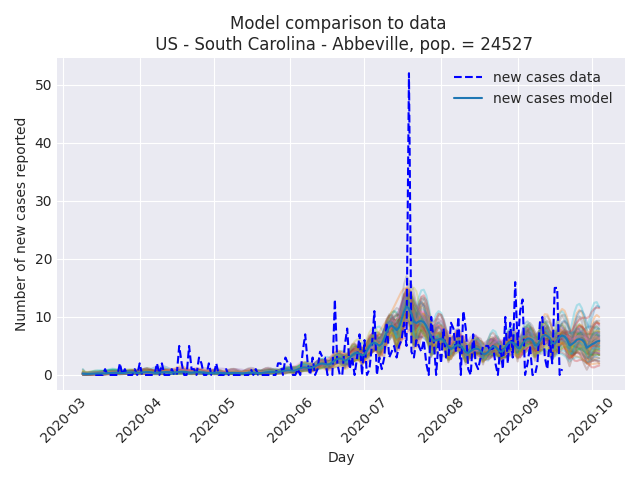 Model comparison to data
US - South Carolina - Abbeville, pop. = 24527
new cases data
new cases model
Number of new cases reported
50
40
30
20
10
0
2020-03
2020-04
2020-05
2020-06
2020-07
2020-08
2020-09
2020-10
Day